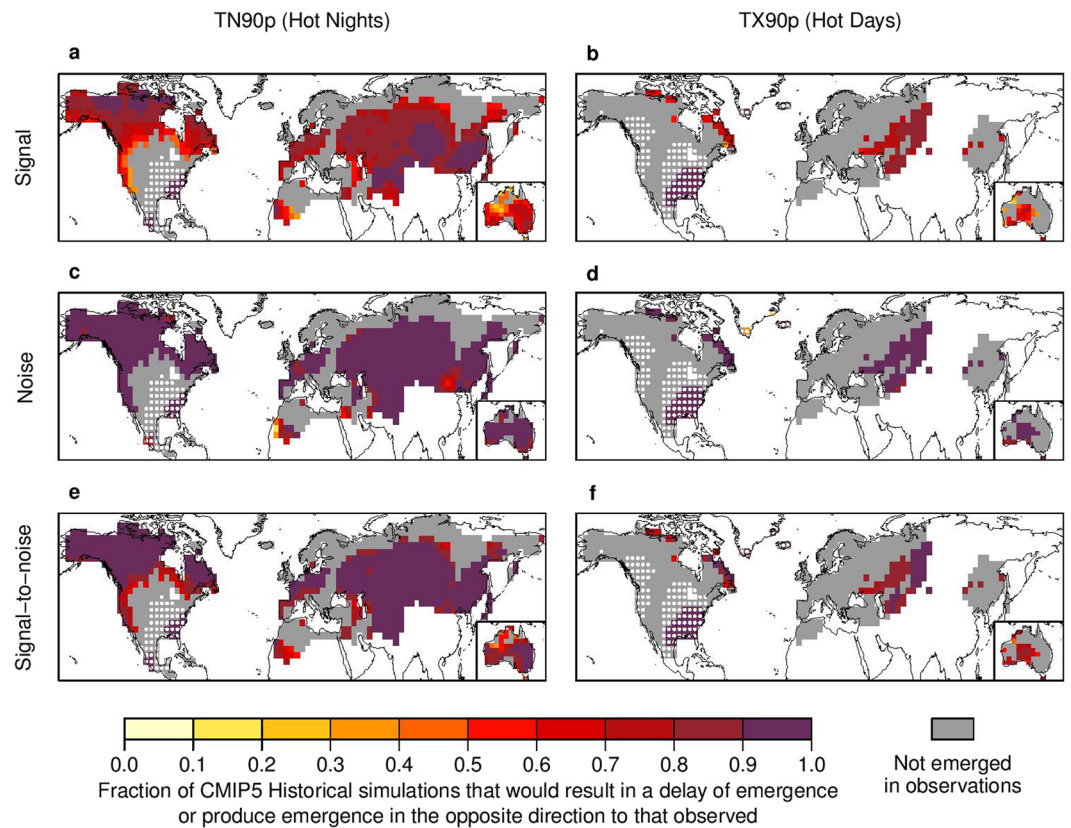 TN90p (Hot Nights)
TX90p (Hot Days)
a
b
Signal
c
d
Noise
e
f
Signal-to-noise
0.0 0.1 0.2 0.3 0.4 0.5 0.6 0.7 0.8 0.9 1.0
Fraction of CMIP5 Historical simulations that would result in a delay of emergence
or produce emergence in the opposite direction to that observed
Not emerged
in observations